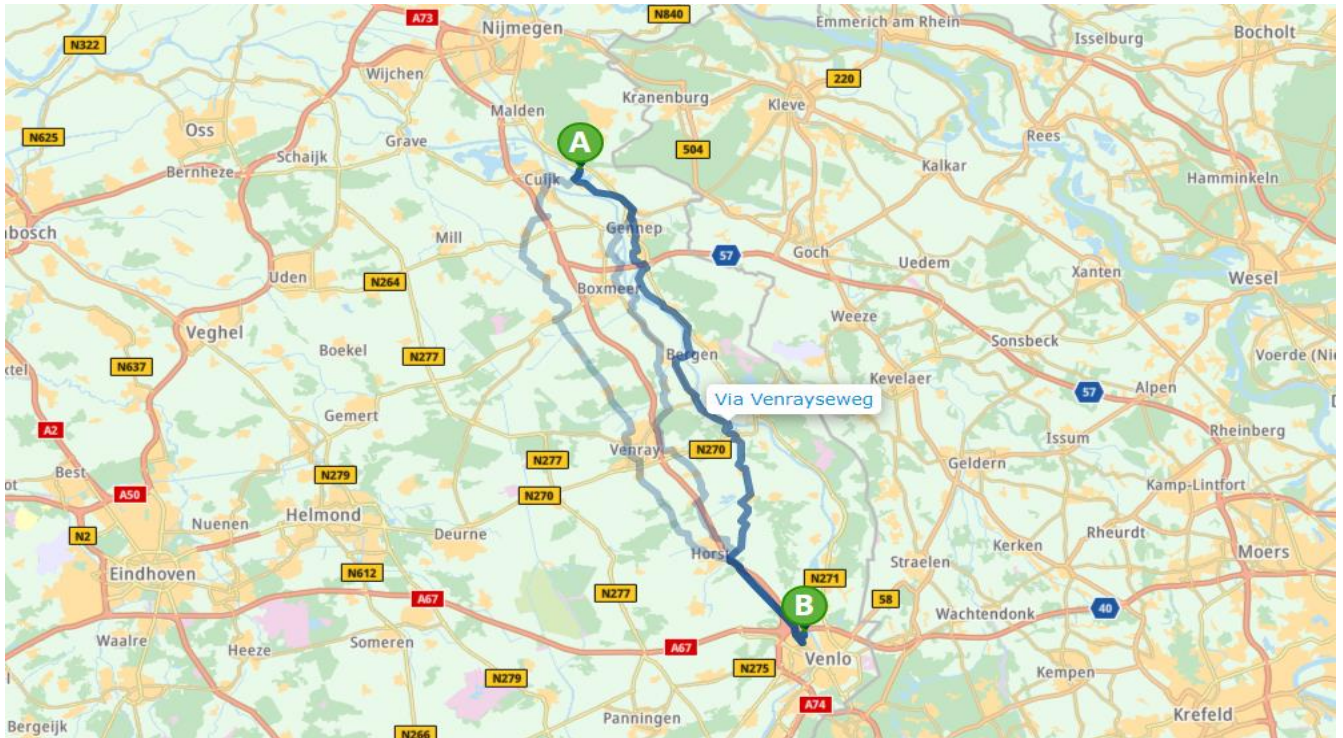 A73
N840
Emmerich am Rhein
Isselburg
Bocholt
Nijmegen
N322
Wijchen
220
Kranenburg
Kleve
Malden
Oss
Rees
N625
Grave
A
504
Schaijk
Kalkar
Bernheze
Cuijk
Hamminkeln
bosch
Gennep
Mill
57
Goch
Uedem
Xanten
Wesel
Uden
N264
Boxmeer
Weeze
Veghel
Sonsbeck
Boekel
N277
Bergen
Voerde (Nie
xtel
N637
Kevelaer
57
Alpen
Via Venrayseweg
Gemert
A2
Rheinberg
Issum
Venray
N270
Best
N277
Geldern
N279
Kamp-Lintfort
ot
A50
N270
Helmond
Nuenen
Deurne
Rheurdt
N2
Kerken
Horst
Moers
Straelen
Eindhoven
N612
N271
N277
58
A67
B
40
Wachtendonk
Waalre
Someren
Heeze
A67
Venlo
N275
Kempen
N279
A74
Panningen
Krefeld
Bergeijk
N266